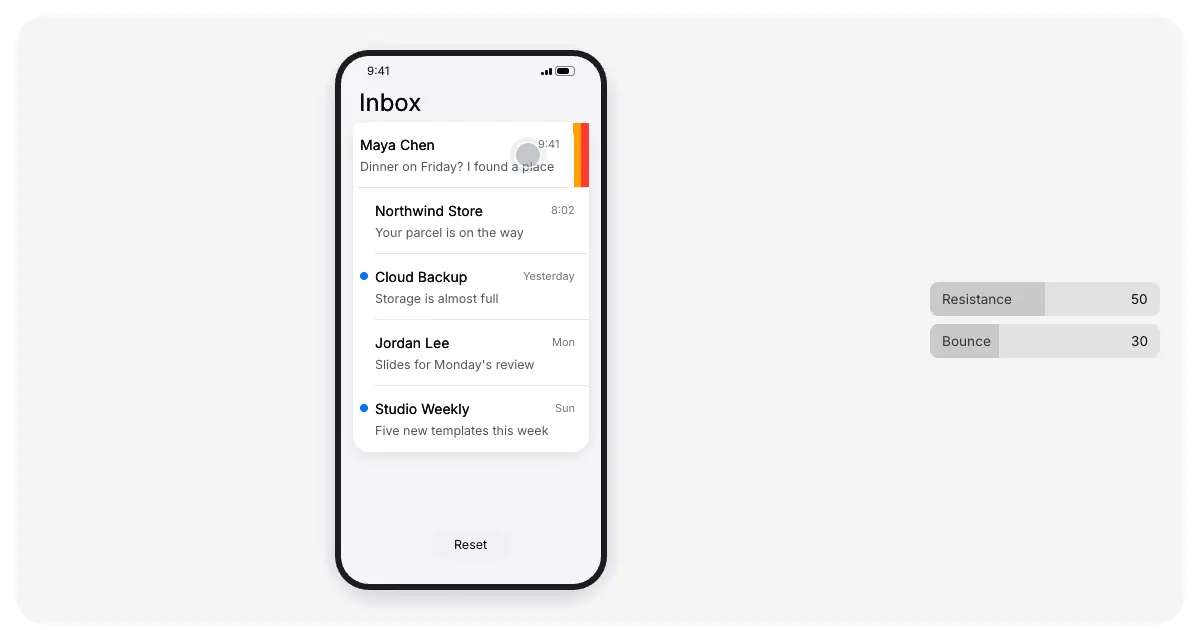 9:41
Inbox
Maya Chen 9:41
Dinner on Friday? I found a place
Northwind Store 8:02
Your parcel is on the way
Cloud Backup Yesterday
Storage is almost full
Jordan Lee Mon
Slides for Monday's review
Studio Weekly Sun
Five new templates this week
Reset
Resistance 50
Bounce 30